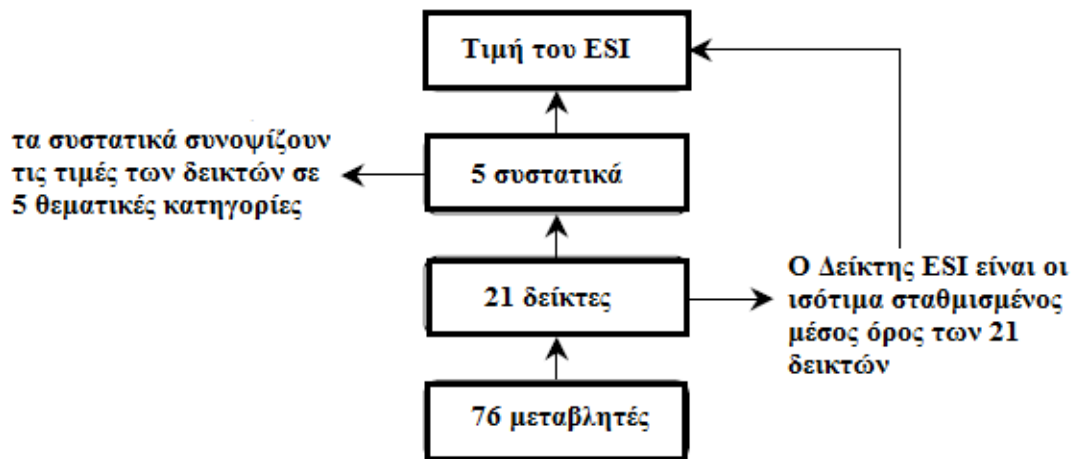 Τιμή του ESI
τα συστατικά συνοψίζουν
τις τιμές των δεικτών σε
5 θεματικές κατηγορίες
5 συστατικά
21 δείκτες
Ο Δείκτης ESI είναι οι
ισότιμα σταθμισμένος
μέσος όρος των 21
δεικτών
76 μεταβλητές